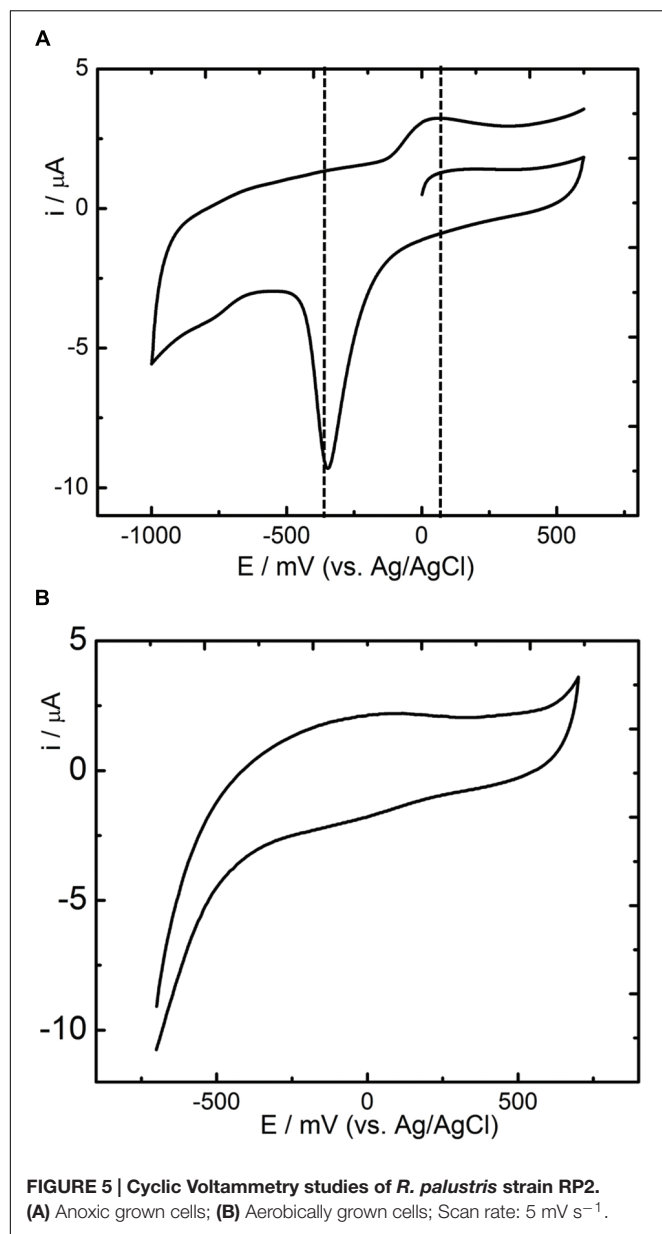 A
5
0
-5
-10
i / μA
-1000 -500 0 500
E / mV (vs. Ag/AgCl)
B
5
0
-5
-10
i / μA
-500 0 500
E / mV (vs. Ag/AgCl)
FIGURE 5 | Cyclic Voltammetry studies of R. palustris strain RP2.
(A) Anoxic grown cells; (B) Aerobically grown cells; Scan rate: 5 mV s⁻¹.